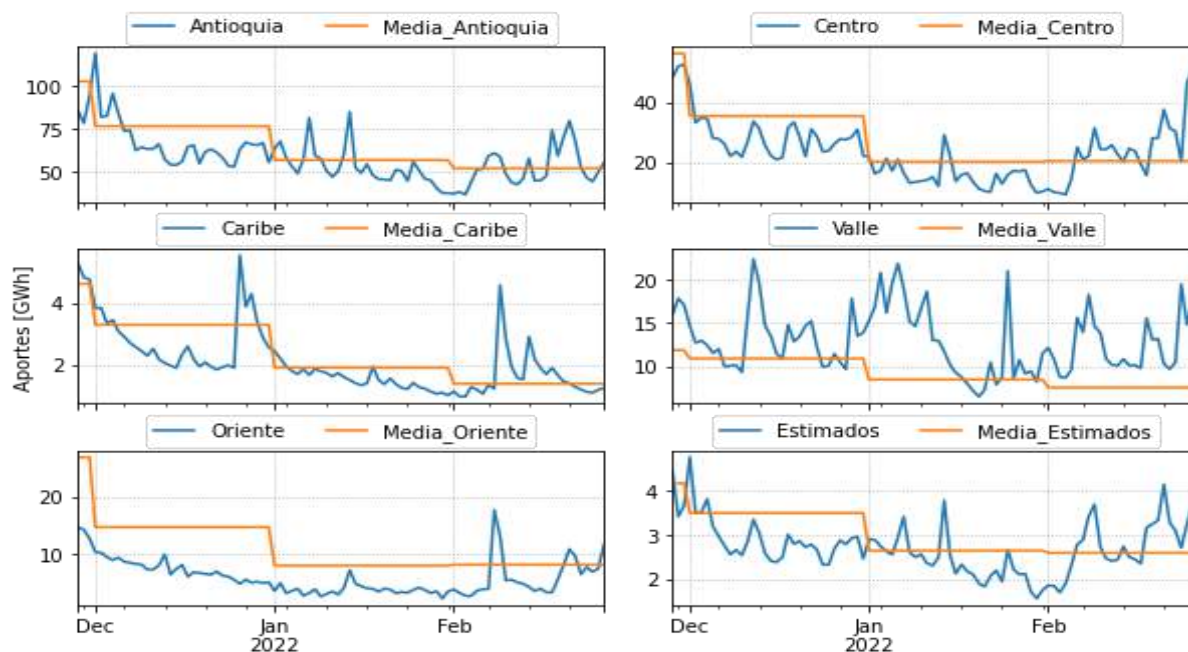 Antioquia Media_Antioquia
Centro Media_Centro
100
75
50
40
20
Caribe Media_Caribe
Valle Media_Valle
Aportes [GWh]
4
2
20
15
10
Oriente Media_Oriente
Estimados Media_Estimados
20
10
4
3
2
Dec Jan Feb
2022
Dec Jan Feb
2022